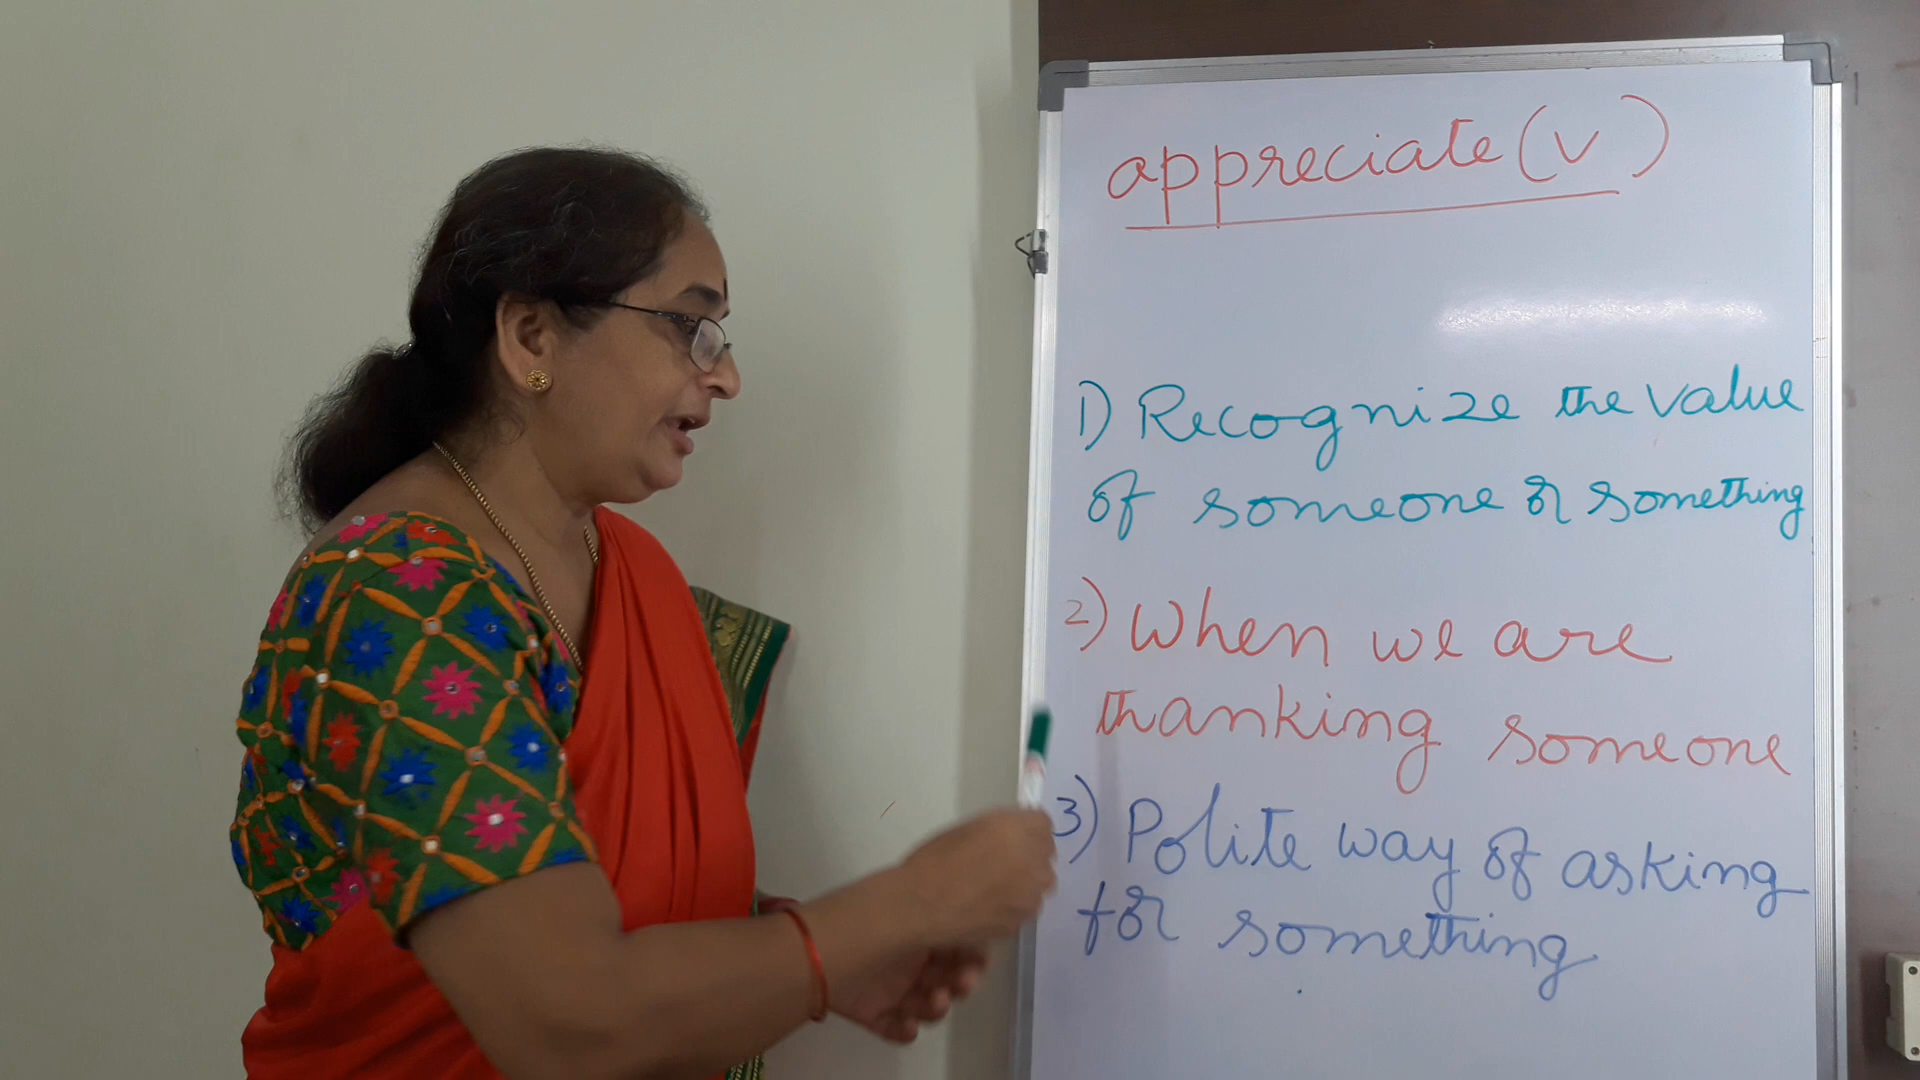 appreciate (v)
1) Recognize the value
of someone or something
2) When we are
thanking someone
3) Polite way of asking
for something